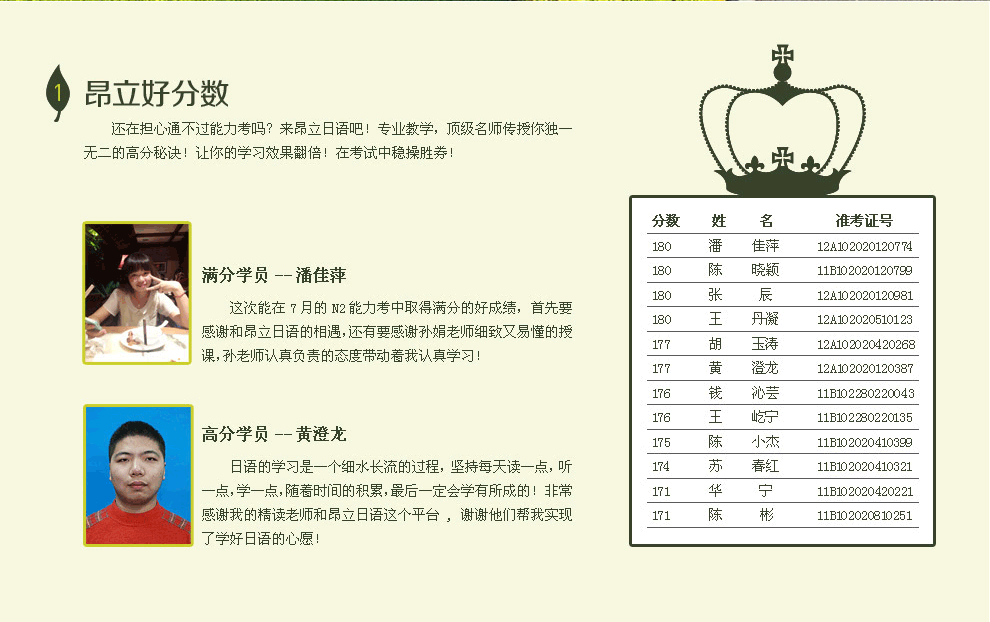 1 昂立好分数
还在担心通不过能力考吗？来昂立日语吧！专业教学，顶级名师传授你独一
无二的高分秘诀！让你的学习效果翻倍！在考试中稳操胜券！
满分学员 -- 潘佳萍
这次能在 7 月的 N2 能力考中取得满分的好成绩，首先要
感谢和昂立日语的相遇，还有要感谢孙娟老师细致又易懂的授
课，孙老师认真负责的态度带动着我认真学习！
高分学员 -- 黄澄龙
日语的学习是一个细水长流的过程，坚持每天读一点，听
一点，学一点，随着时间的积累，最后一定会学有所成的！非常
感谢我的精读老师和昂立日语这个平台 ，谢谢他们帮我实现
了学好日语的心愿！
分数 姓 名 准考证号
180 潘 佳萍 12A102020120774
180 陈 晓颖 11B102020120799
180 张 辰 12A102020120981
180 王 丹凝 12A102020510123
177 胡 玉涛 12A102020420268
177 黄 澄龙 12A102020120387
176 钱 沁芸 11B102280220043
176 王 屹宁 11B102280220135
175 陈 小杰 11B102020410399
174 苏 春红 11B102020410321
171 华 宁 11B102020420221
171 陈 彬 11B102020810251